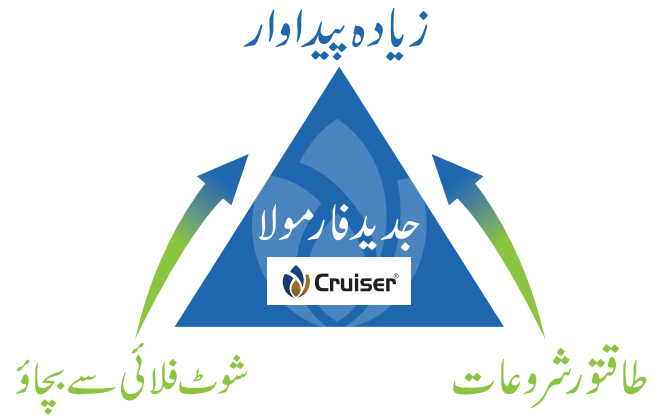 زیادہ پیداوار
جدید فارمولا
Cruiser®
طاقتور شروعات
شوٹ فلائی سے بچاؤ